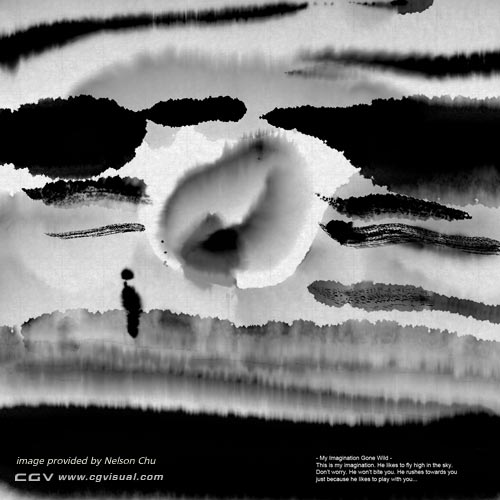 image provided by Nelson Chu
CGV www.cgvisual.com
- My Imagination Gone Wild -
This is my imagination. He likes to fly high in the sky.
Don't worry. He won't bite you. He rushes towards you
just because he likes to play with you...